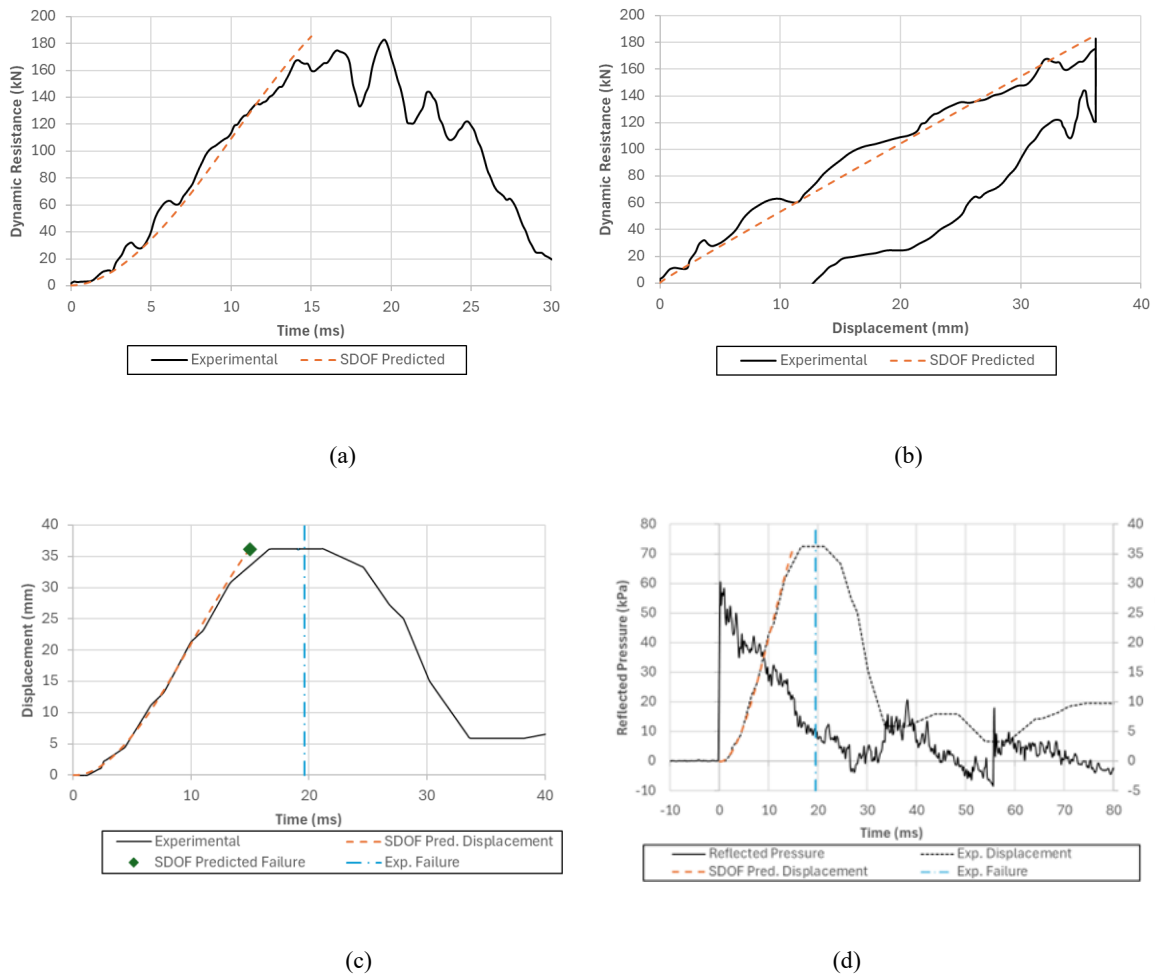 200
180
160
140
120
100
80
60
40
20
0
0 5 10 15 20 25 30
Dynamic Resistance (kN)
Time (ms)
Experimental SDOF Predicted
200
180
160
140
120
100
80
60
40
20
0
0 10 20 30 40
Dynamic Resistance (kN)
Displacement (mm)
Experimental SDOF Predicted
(a) (b)
40
35
30
25
20
15
10
5
0
0 10 20 30 40
Displacement (mm)
Time (ms)
Experimental SDOF Pred. Displacement
SDOF Predicted Failure Exp. Failure
80
70
60
50
40
30
20
10
0
-10
40
35
30
25
20
15
10
5
0
-5
-10 0 10 20 30 40 50 60 70 80
Reflected Pressure (kPa)
Time (ms)
Reflected Pressure Exp. Displacement
SDOF Pred. Displacement Exp. Failure
(c) (d)